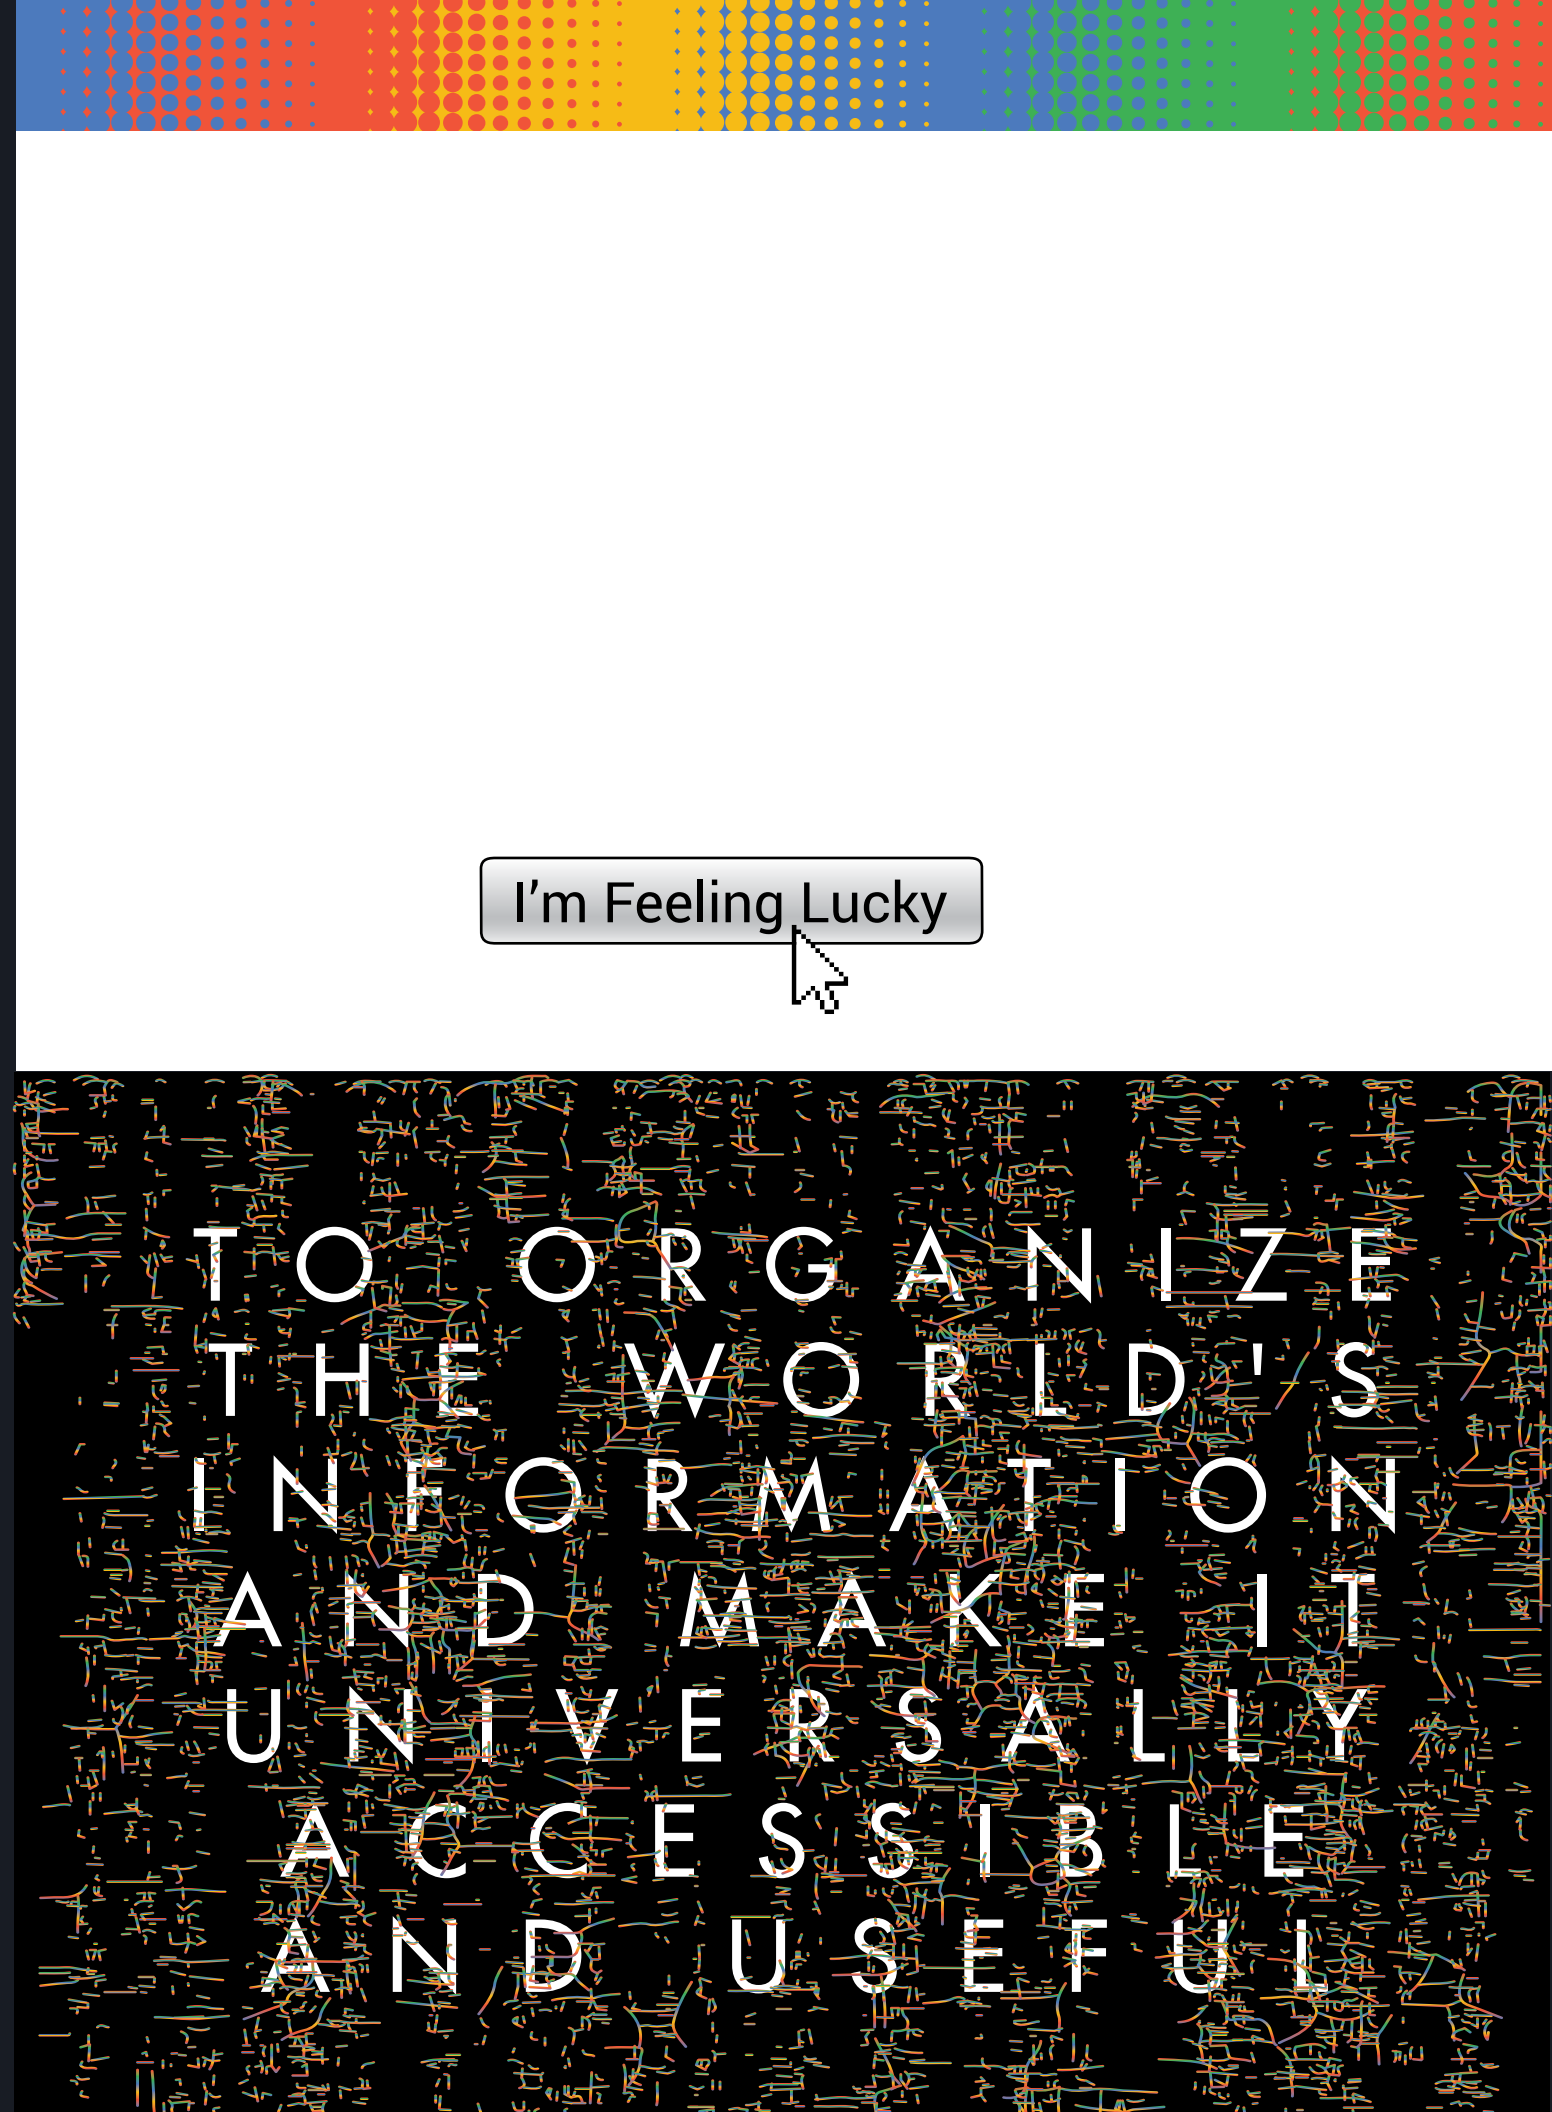 I’m Feeling Lucky
TO ORGANIZE
THE WORLD'S
INFORMATION
AND MAKE IT
UNIVERSALLY
ACCESSIBLE
AND USEFUL